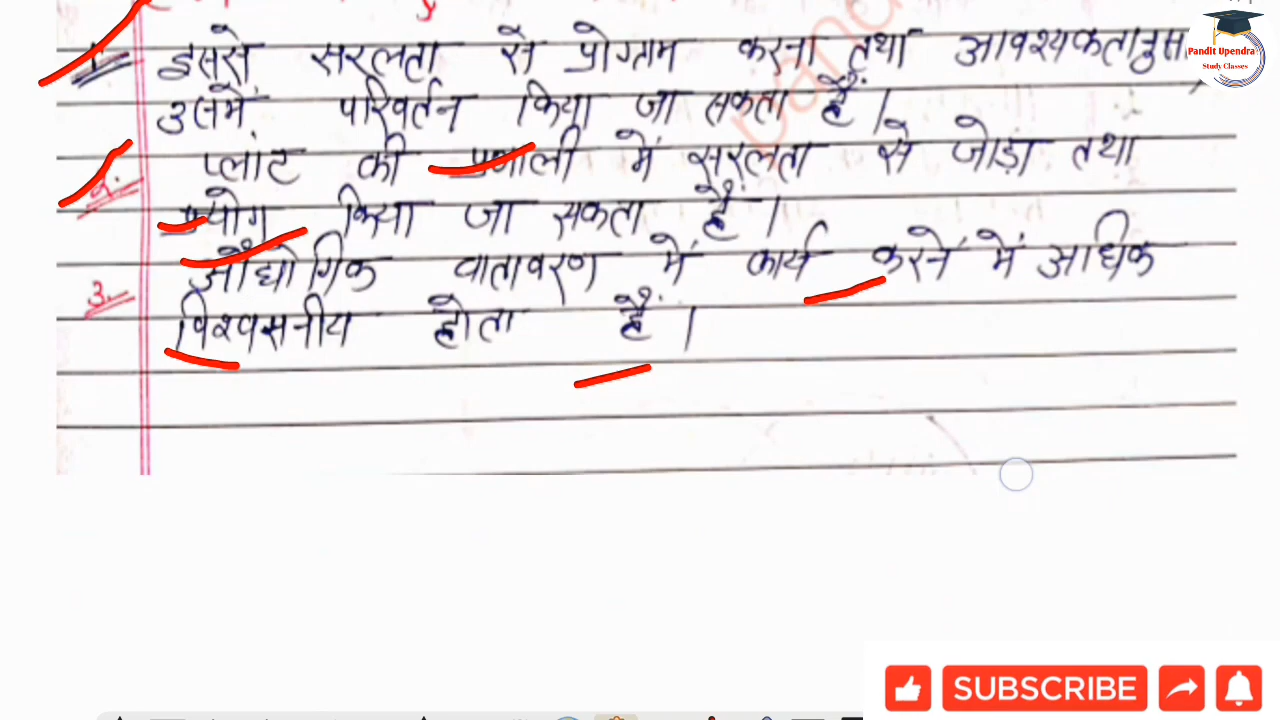 Pandit Upendra
Study Classes
इससे सरलता से प्रोग्राम करना तथा आवश्यकतानुसा
उसमें परिवर्तन किया जा सकता हैं।
2. प्लांट की प्रणाली में सरलता से जोड़ा तथा
प्रयोग किया जा सकता हैं।
3. औद्योगिक वातावरण में कार्य करने में अधिक
विश्वसनीय होता हैं।
SUBSCRIBE